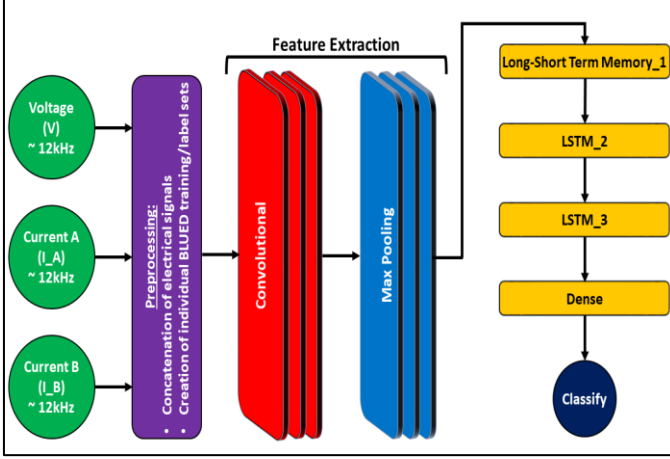 Feature Extraction
Voltage
(V)
~ 12kHz
Current A
(I_A)
~ 12kHz
Current B
(I_B)
~ 12kHz
Preprocessing:
• Concatenation of electrical signals
• Creation of individual BLUED training/label sets
Convolutional
Max Pooling
Long-Short Term Memory_1
LSTM_2
LSTM_3
Dense
Classify